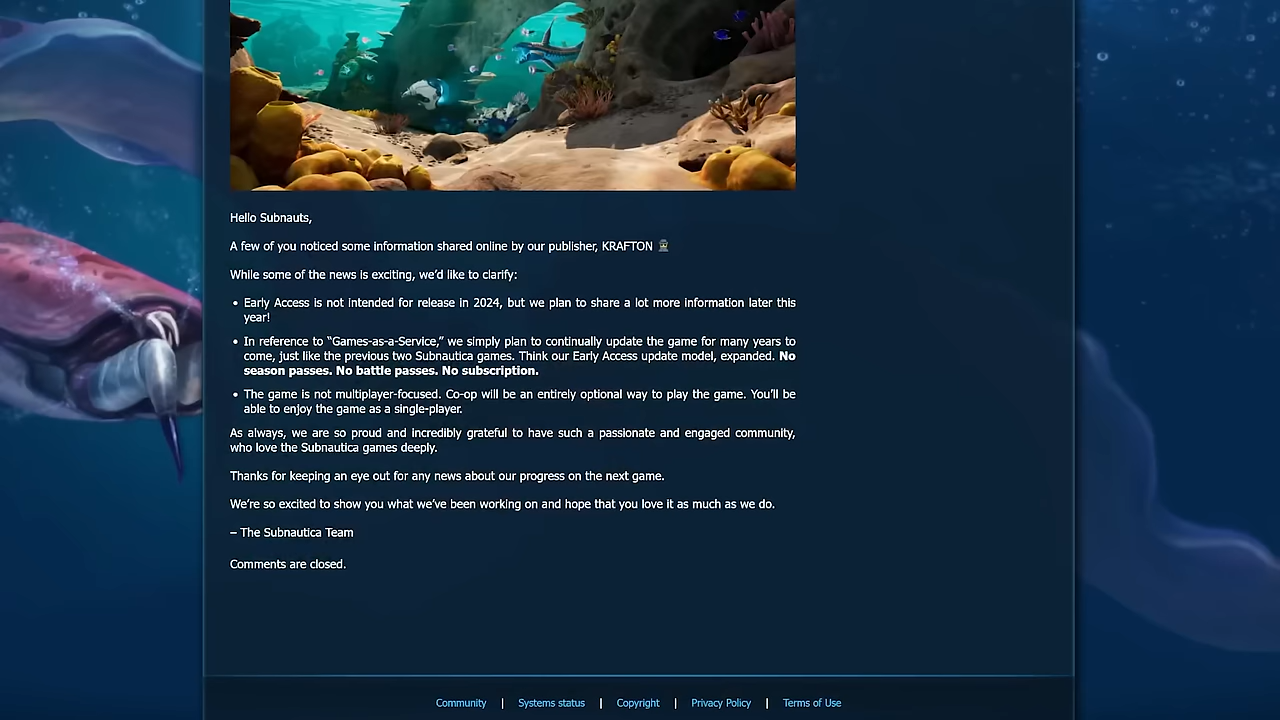 Hello Subnauts,
A few of you noticed some information shared online by our publisher, KRAFTON
While some of the news is exciting, we’d like to clarify:
• Early Access is not intended for release in 2024, but we plan to share a lot more information later this
year!
• In reference to “Games-as-a-Service,” we simply plan to continually update the game for many years to
come, just like the previous two Subnautica games. Think our Early Access update model, expanded. No
season passes. No battle passes. No subscription.
• The game is not multiplayer-focused. Co-op will be an entirely optional way to play the game. You’ll be
able to enjoy the game as a single-player.
As always, we are so proud and incredibly grateful to have such a passionate and engaged community,
who love the Subnautica games deeply.
Thanks for keeping an eye out for any news about our progress on the next game.
We’re so excited to show you what we’ve been working on and hope that you love it as much as we do.
– The Subnautica Team
Comments are closed.
Community | Systems status | Copyright | Privacy Policy | Terms of Use